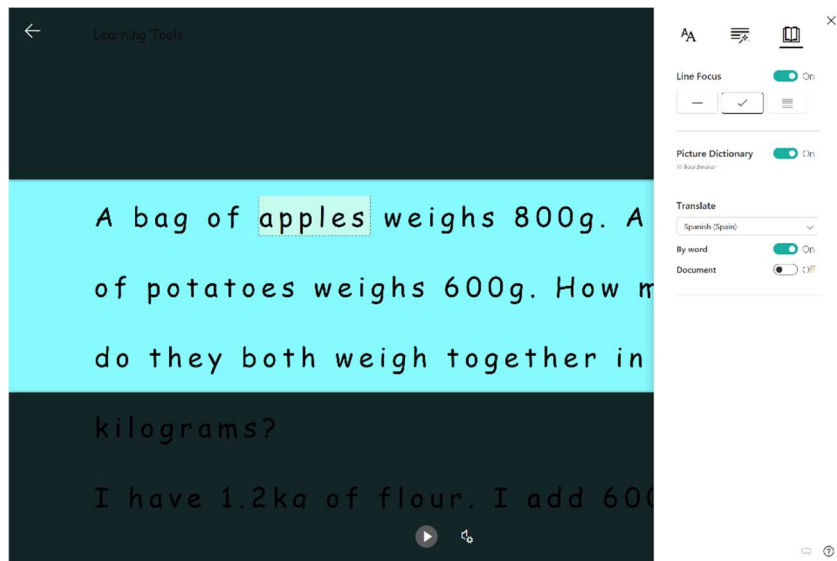 Learning Tools
A bag of apples weighs 800g. A
of potatoes weighs 600g. How
do they both weigh together in
kilograms?
I have 1.2kg of flour. I add 600
Line Focus
On
Picture Dictionary
On
© Boardmaker
Translate
Spanish (Spain)
By word
On
Document
Off